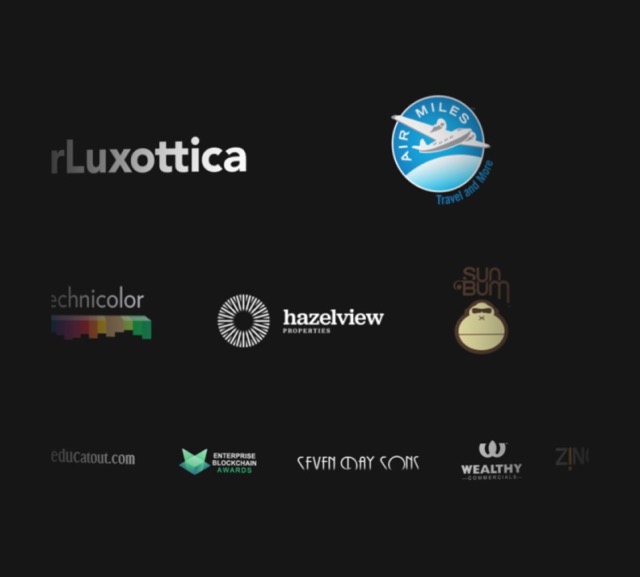 rLuxottica
AIR MILES
Travel and More
echnicolor
hazelview
PROPERTIES
SUN
BUM
educatout.com
ENTERPRISE
BLOCKCHAIN
AWARDS
SEVEN DAY SONS
WEALTHY
COMMERCIALS
ZIN